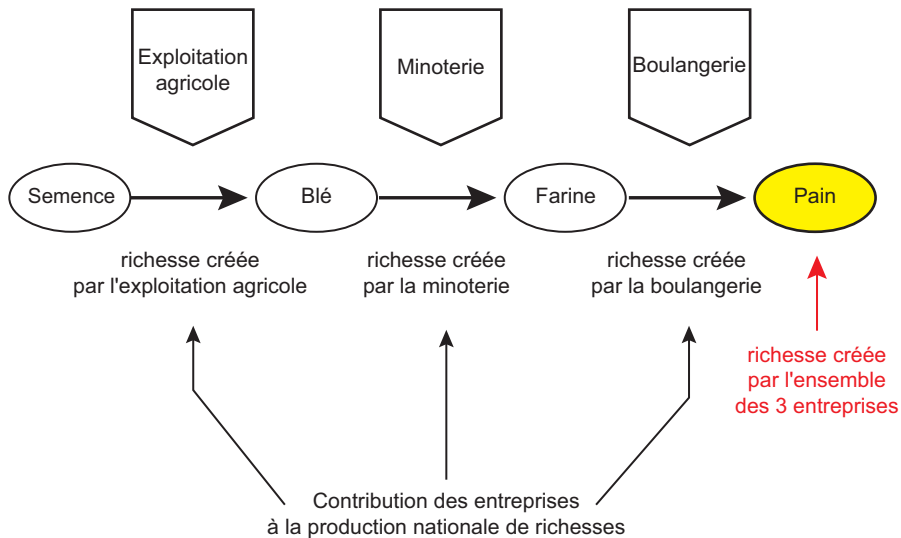 Exploitation
agricole
Minoterie
Boulangerie
Semence
Blé
Farine
Pain
richesse créée
par l'exploitation agricole
richesse créée
par la minoterie
richesse créée
par la boulangerie
richesse créée
par l'ensemble
des 3 entreprises
Contribution des entreprises
à la production nationale de richesses